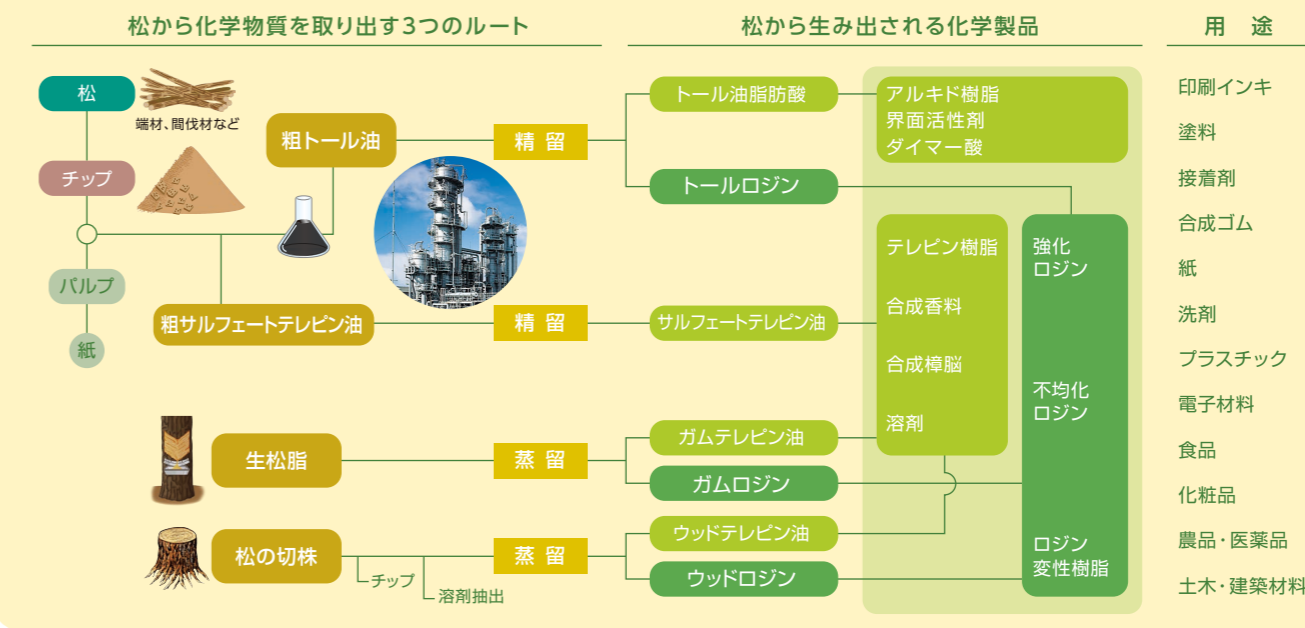 松から化学物質を取り出す3つのルート
松から生み出される化学製品
用　途
松
端材、間伐材など
チップ
パルプ
紙
粗トール油
精 留
粗サルフェートテレピン油
精 留
生松脂
蒸 留
松の切株
チップ
溶剤抽出
蒸 留
トール油脂肪酸
トールロジン
サルフェートテレピン油
ガムテレピン油
ガムロジン
ウッドテレピン油
ウッドロジン
アルキド樹脂
界面活性剤
ダイマー酸
テレピン樹脂
合成香料
合成樟脳
溶剤
強化
ロジン
不均化
ロジン
ロジン
変性樹脂
印刷インキ
塗料
接着剤
合成ゴム
紙
洗剤
プラスチック
電子材料
食品
化粧品
農品・医薬品
土木・建築材料